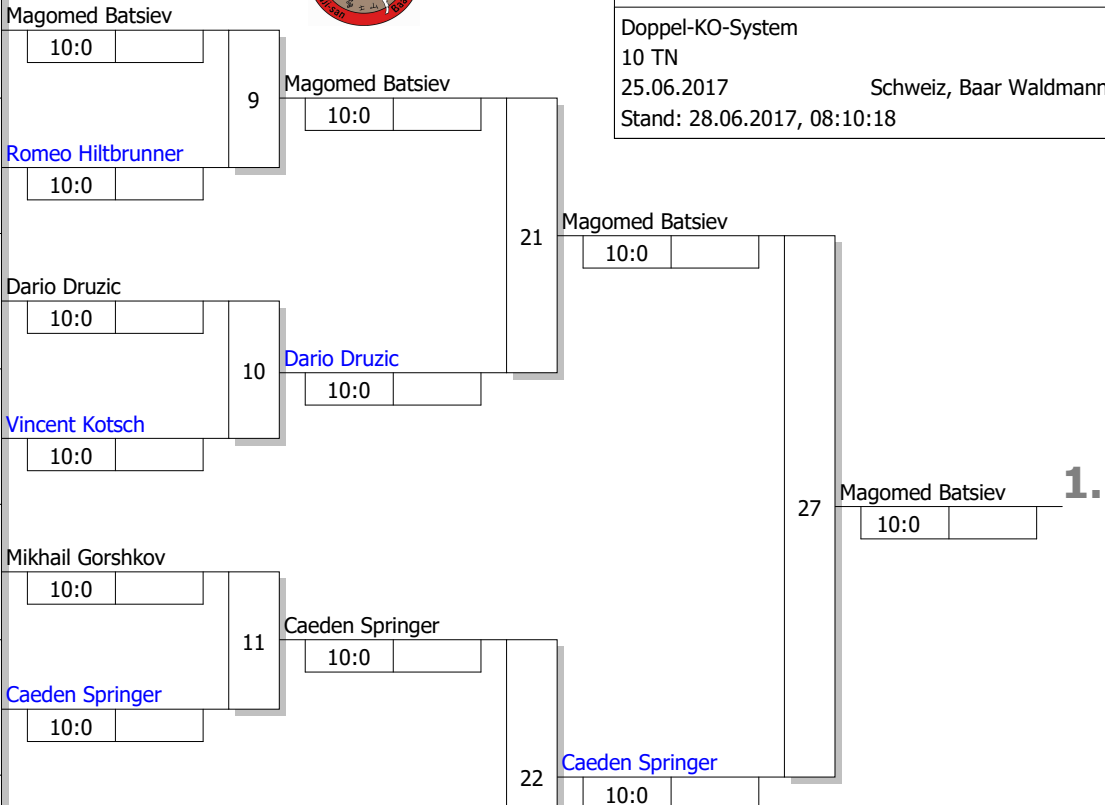 Magomed Batsiev
10:0
Doppel-KO-System
10 TN
25.06.2017 Schweiz, Baar Waldmann
Stand: 28.06.2017, 08:10:18
9
Magomed Batsiev
10:0
Romeo Hiltbrunner
10:0
21
Magomed Batsiev
10:0
Dario Druzic
10:0
10
Dario Druzic
10:0
Vincent Kotsch
10:0
27
Magomed Batsiev
10:0
1.
Mikhail Gorshkov
10:0
11
Caeden Springer
10:0
Caeden Springer
10:0
22
Caeden Springer
10:0